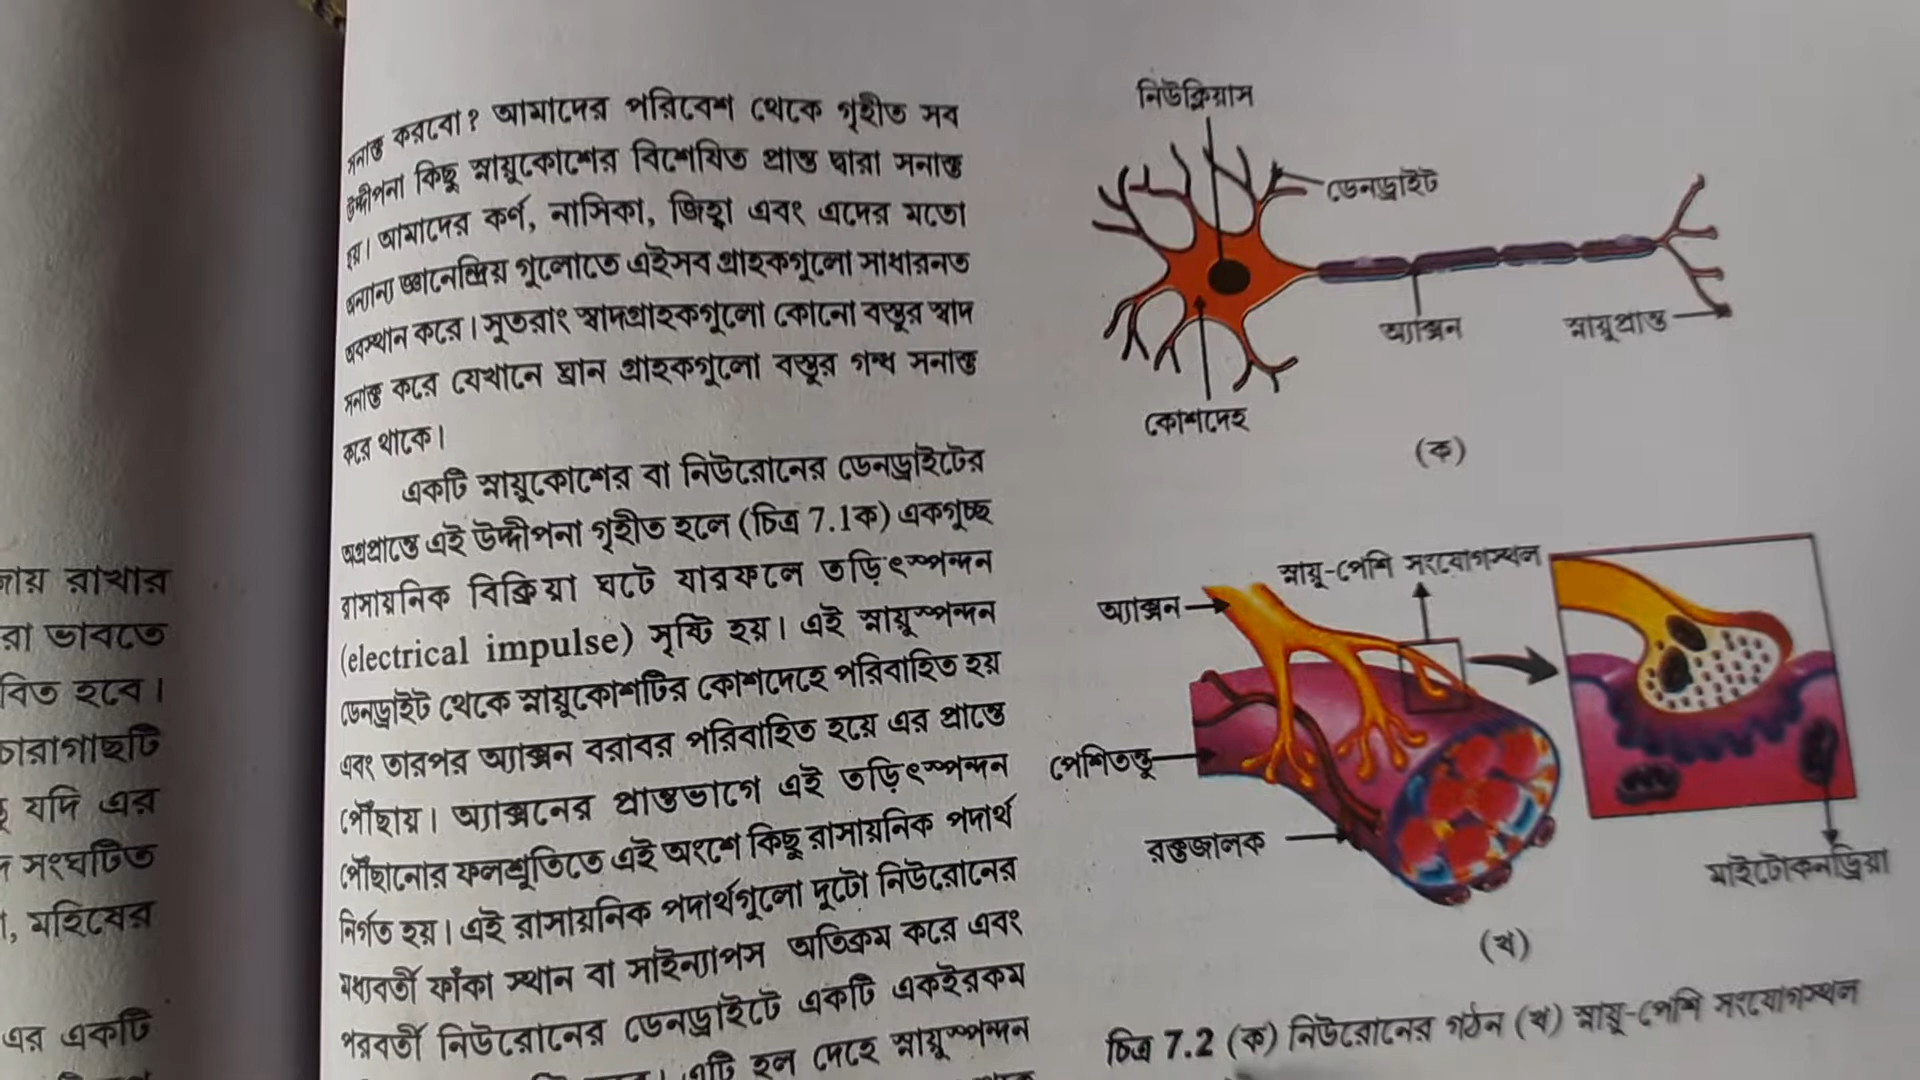 জায় রাখার
রা ভাবতে
বিত হবে।
চারাগাছটি
যদি এর
সংঘটিত
, মহিষের
এর একটি
সনাক্ত করবো? আমাদের পরিবেশ থেকে গৃহীত সব
উদ্দীপনা কিছু স্নায়ুকোশের বিশেষিত প্রান্ত দ্বারা সনাক্ত
হয়। আমাদের কর্ণ, নাসিকা, জিহ্বা এবং এদের মতো
অন্যান্য জ্ঞানেন্দ্রিয় গুলোতে এইসব গ্রাহকগুলো সাধারনত
অবস্থান করে। সুতরাং স্বাদগ্রাহকগুলো কোনো বস্তুর স্বাদ
সনাক্ত করে যেখানে ঘ্রান গ্রাহকগুলো বস্তুর গন্ধ সনাক্ত
করে থাকে।
একটি স্নায়ুকোশের বা নিউরোনের ডেনড্রাইটের
অগ্রপ্রান্তে এই উদ্দীপনা গৃহীত হলে (চিত্র 7.1ক) একগুচ্ছ
রাসায়নিক বিক্রিয়া ঘটে যারফলে তড়িৎস্পন্দন
(electrical impulse) সৃষ্টি হয়। এই স্নায়ুস্পন্দন
ডেনড্রাইট থেকে স্নায়ুকোশটির কোশদেহে পরিবাহিত হয়
এবং তারপর অ্যাক্সন বরাবর পরিবাহিত হয়ে এর প্রান্তে
পৌঁছায়। অ্যাক্সনের প্রান্তভাগে এই তড়িৎস্পন্দন
পৌঁছানোর ফলশ্রুতিতে এই অংশে কিছু রাসায়নিক পদার্থ
নির্গত হয়। এই রাসায়নিক পদার্থগুলো দুটো নিউরোনের
মধ্যবর্তী ফাঁকা স্থান বা সাইন্যাপস অতিক্রম করে এবং
পরবর্তী নিউরোনের ডেনড্রাইটে একটি একইরকম
এটি হল দেহে স্নায়ুস্পন্দন
নিউক্লিয়াস
ডেনড্রাইট
অ্যাক্সন
স্নায়ুপ্রান্ত
কোশদেহ
(ক)
স্নায়ু-পেশি সংযোগস্থল
অ্যাক্সন
পেশিতন্তু
রক্তজালক
মাইটোকনড্রিয়া
(খ)
চিত্র 7.2 (ক) নিউরোনের গঠন (খ) স্নায়ু-পেশি সংযোগস্থল